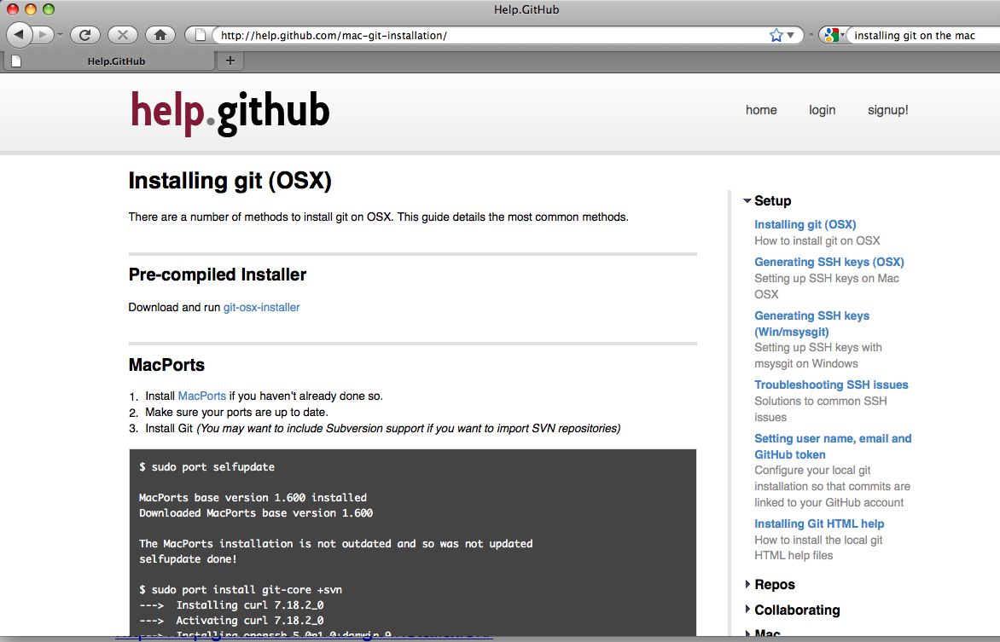 Help.GitHub
http://help.github.com/mac-git-installation/
installing git on the mac
Help.GitHub
+
help.github
home login signup!
Installing git (OSX)
There are a number of methods to install git on OSX. This guide details the most common methods.
Pre-compiled Installer
Download and run git-osx-installer
MacPorts
1. Install MacPorts if you haven't already done so.
2. Make sure your ports are up to date.
3. Install Git (You may want to include Subversion support if you want to import SVN repositories)
$ sudo port selfupdate
MacPorts base version 1.600 installed
Downloaded MacPorts base version 1.600
The MacPorts installation is not outdated and so was not updated
selfupdate done!
$ sudo port install git-core +svn
---> Installing curl 7.18.2_0
---> Activating curl 7.18.2_0
Installing openssh 5.0p1_0+darwin_9
Setup
Installing git (OSX)
How to install git on OSX
Generating SSH keys (OSX)
Setting up SSH keys on Mac
OSX
Generating SSH keys
(Win/msysgit)
Setting up SSH keys with
msysgit on Windows
Troubleshooting SSH issues
Solutions to common SSH
issues
Setting user name, email and
GitHub token
Configure your local git
installation so that commits are
linked to your GitHub account
Installing Git HTML help
How to install the local git
HTML help files
Repos
Collaborating
Mac